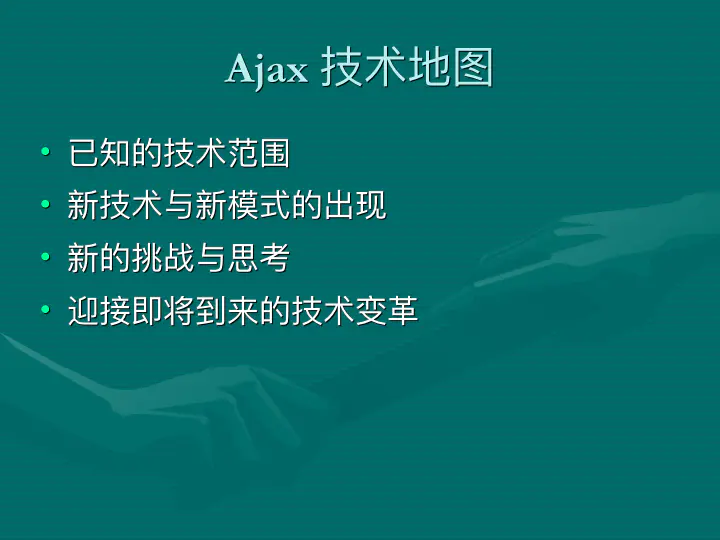 Ajax 技术地图
• 已知的技术范围
• 新技术与新模式的出现
• 新的挑战与思考
• 迎接即将到来的技术变革